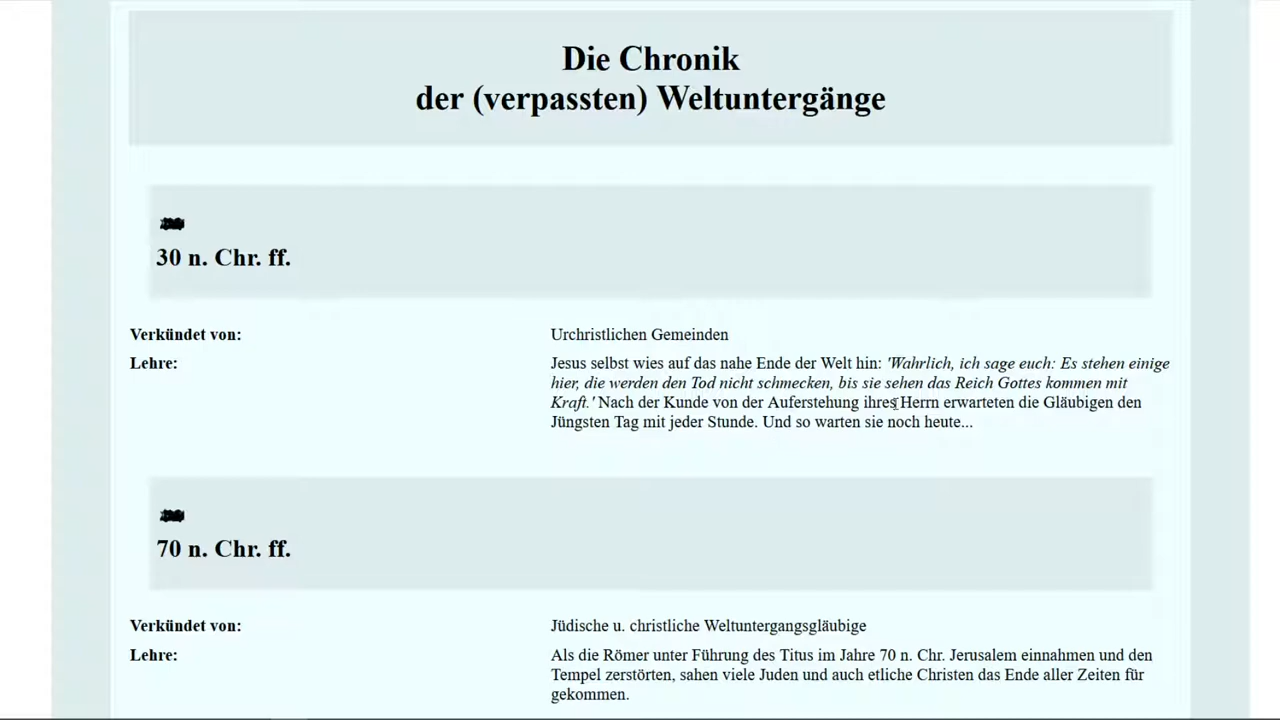 Die Chronik
der (verpassten) Weltuntergänge
30 n. Chr. ff.
Verkündet von: Urchristlichen Gemeinden
Lehre: Jesus selbst wies auf das nahe Ende der Welt hin: 'Wahrlich, ich sage euch: Es stehen einige
hier, die werden den Tod nicht schmecken, bis sie sehen das Reich Gottes kommen mit
Kraft.' Nach der Kunde von der Auferstehung ihres Herrn erwarteten die Gläubigen den
Jüngsten Tag mit jeder Stunde. Und so warten sie noch heute...
70 n. Chr. ff.
Verkündet von: Jüdische u. christliche Weltuntergangsgläubige
Lehre: Als die Römer unter Führung des Titus im Jahre 70 n. Chr. Jerusalem einnahmen und den
Tempel zerstörten, sahen viele Juden und auch etliche Christen das Ende aller Zeiten für
gekommen.